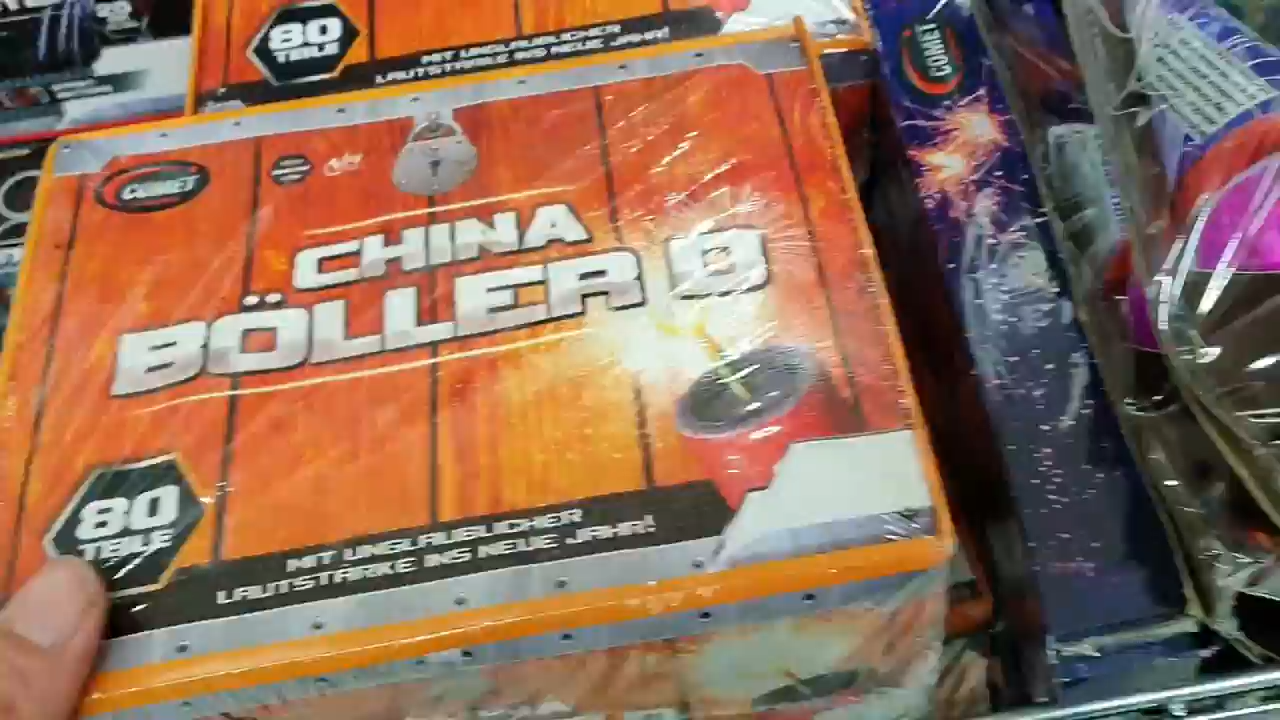 80
TEILE
MIT UNGLAUBLICHER
LAUTSTÄRKE INS NEUE JAHR!
COMET
COMET
CHINA
BÖLLER B
80
TEILE
MIT UNGLAUBLICHER
LAUTSTÄRKE INS NEUE JAHR!